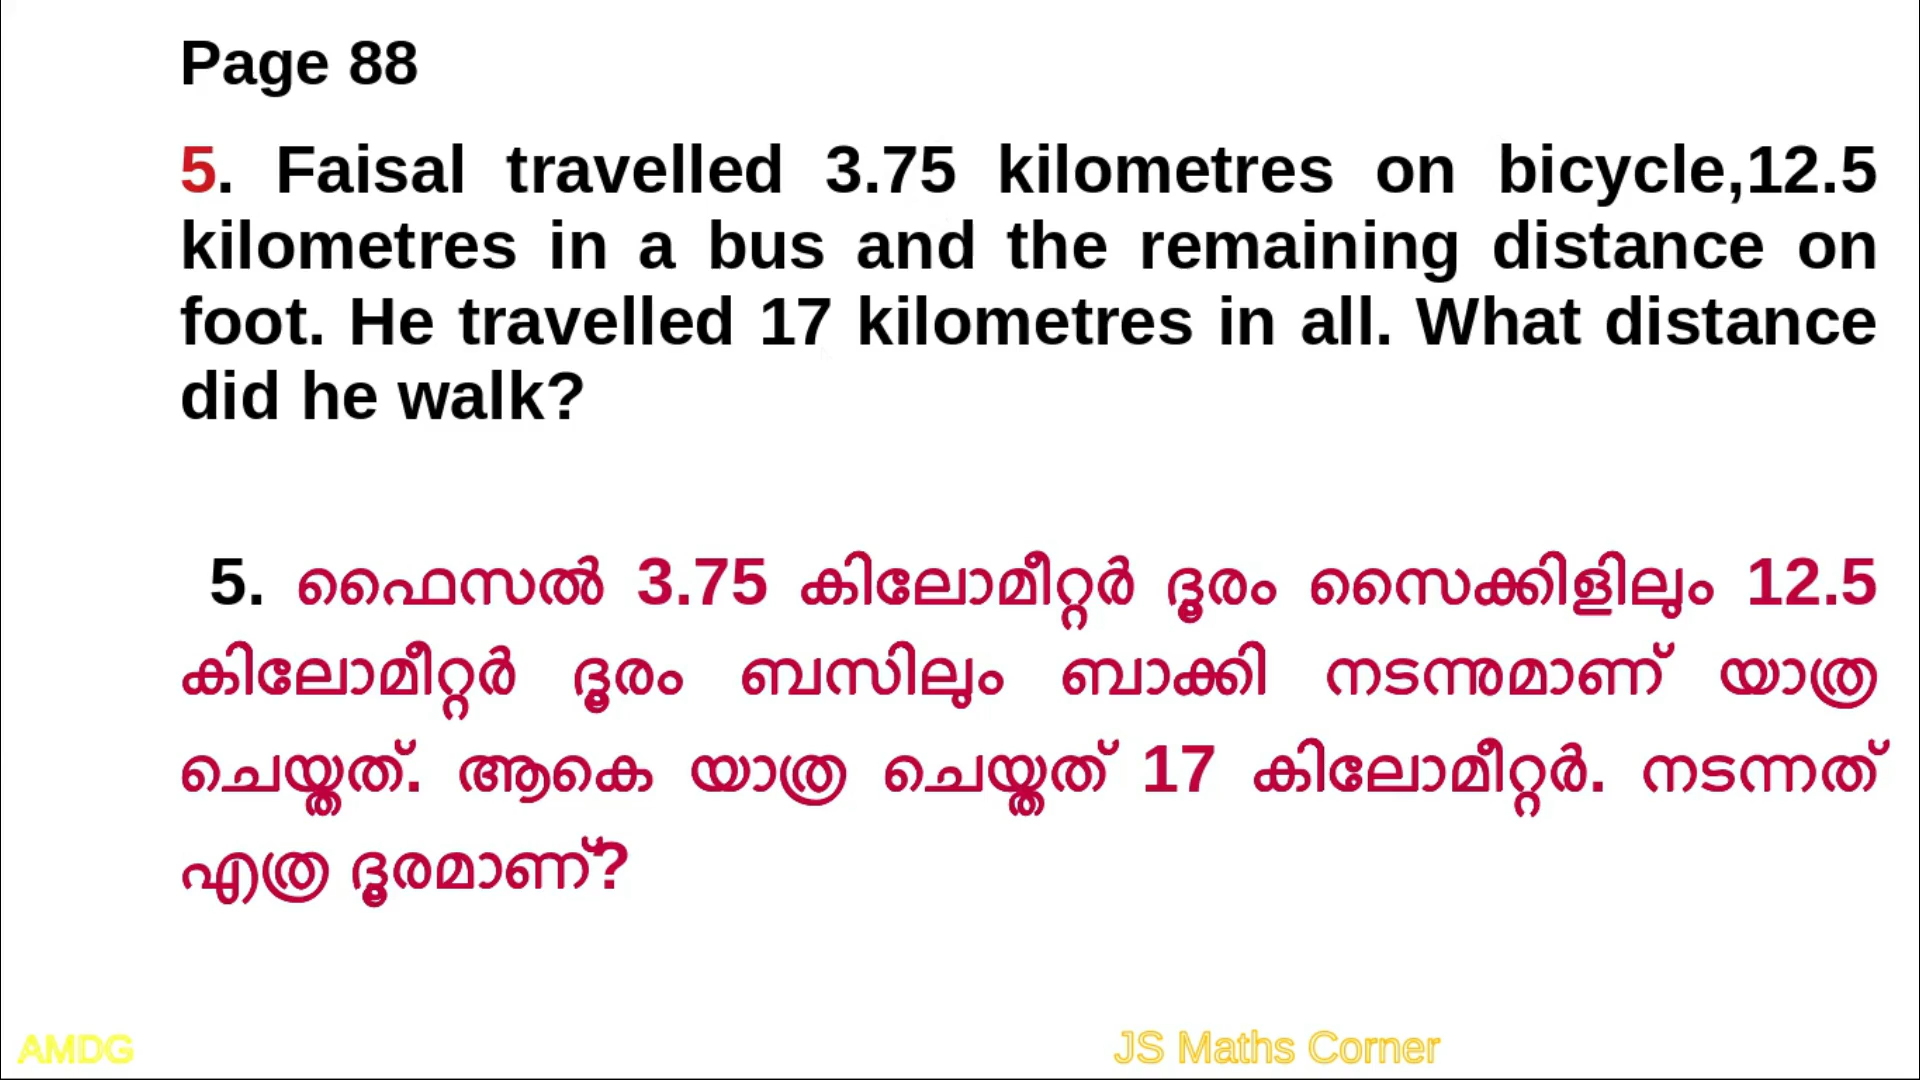 Page 88
5. Faisal travelled 3.75 kilometres on bicycle,12.5
kilometres in a bus and the remaining distance on
foot. He travelled 17 kilometres in all. What distance
did he walk?
5. ഫൈസൽ 3.75 കിലോമീറ്റർ ദൂരം സൈക്കിളിലും 12.5
കിലോമീറ്റർ ദൂരം ബസിലും ബാക്കി നടന്നുമാണ് യാത്ര
ചെയ്തത്. ആകെ യാത്ര ചെയ്തത് 17 കിലോമീറ്റർ. നടന്നത്
എത്ര ദൂരമാണ്?
AMDG
JS Maths Corner